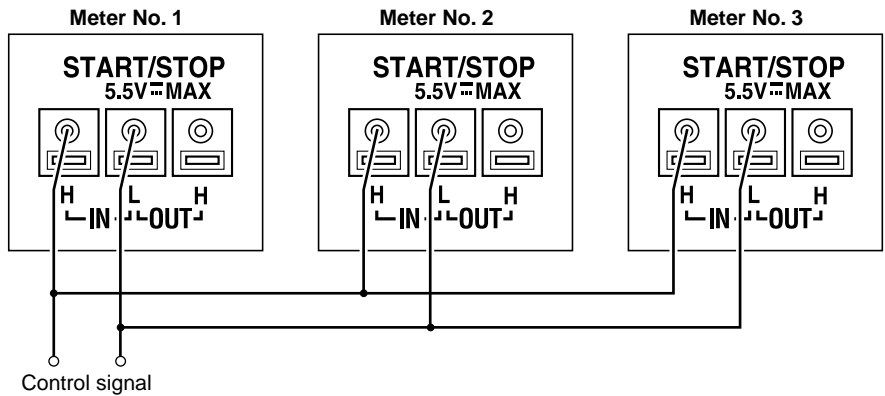 Meter No. 1
START/STOP
5.5V⎓MAX
H L H
IN OUT
Meter No. 2
START/STOP
5.5V⎓MAX
H L H
IN OUT
Meter No. 3
START/STOP
5.5V⎓MAX
H L H
IN OUT
Control signal